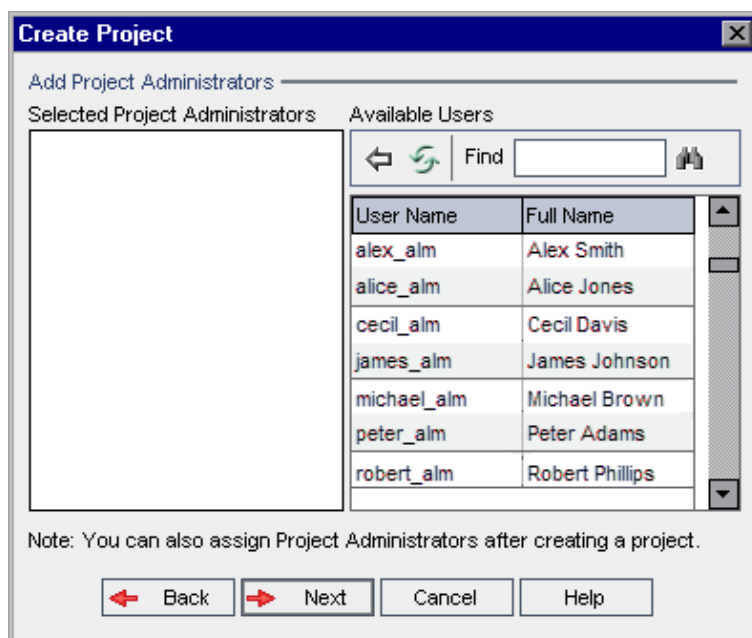 Create Project
Add Project Administrators
Selected Project Administrators
Available Users
Find
User Name Full Name
alex_alm Alex Smith
alice_alm Alice Jones
cecil_alm Cecil Davis
james_alm James Johnson
michael_alm Michael Brown
peter_alm Peter Adams
robert_alm Robert Phillips
Note: You can also assign Project Administrators after creating a project.
Back Next Cancel Help